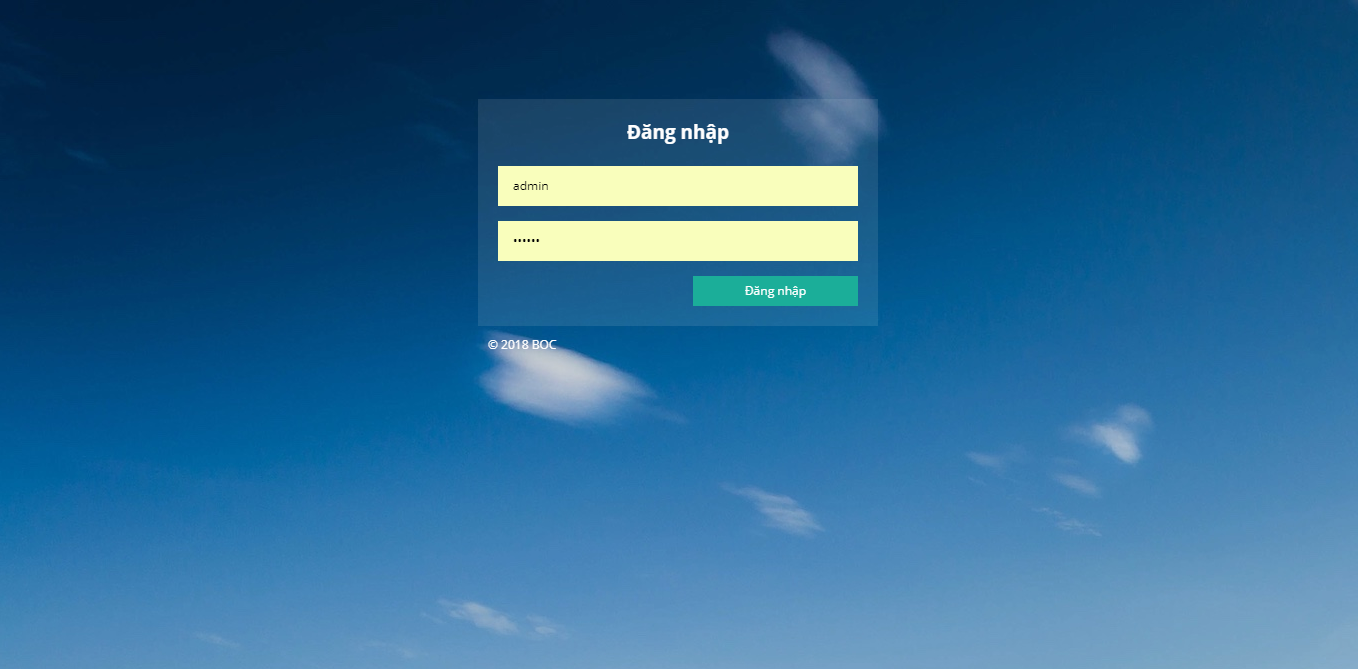 Đăng nhập
admin
••••••
Đăng nhập
© 2018 BOC